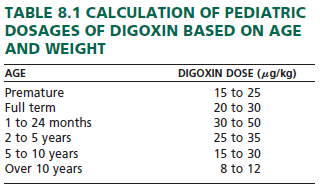 TABLE 8.1 CALCULATION OF PEDIATRIC
DOSAGES OF DIGOXIN BASED ON AGE
AND WEIGHT
AGE DIGOXIN DOSE (μg/kg)
Premature 15 to 25
Full term 20 to 30
1 to 24 months 30 to 50
2 to 5 years 25 to 35
5 to 10 years 15 to 30
Over 10 years 8 to 12